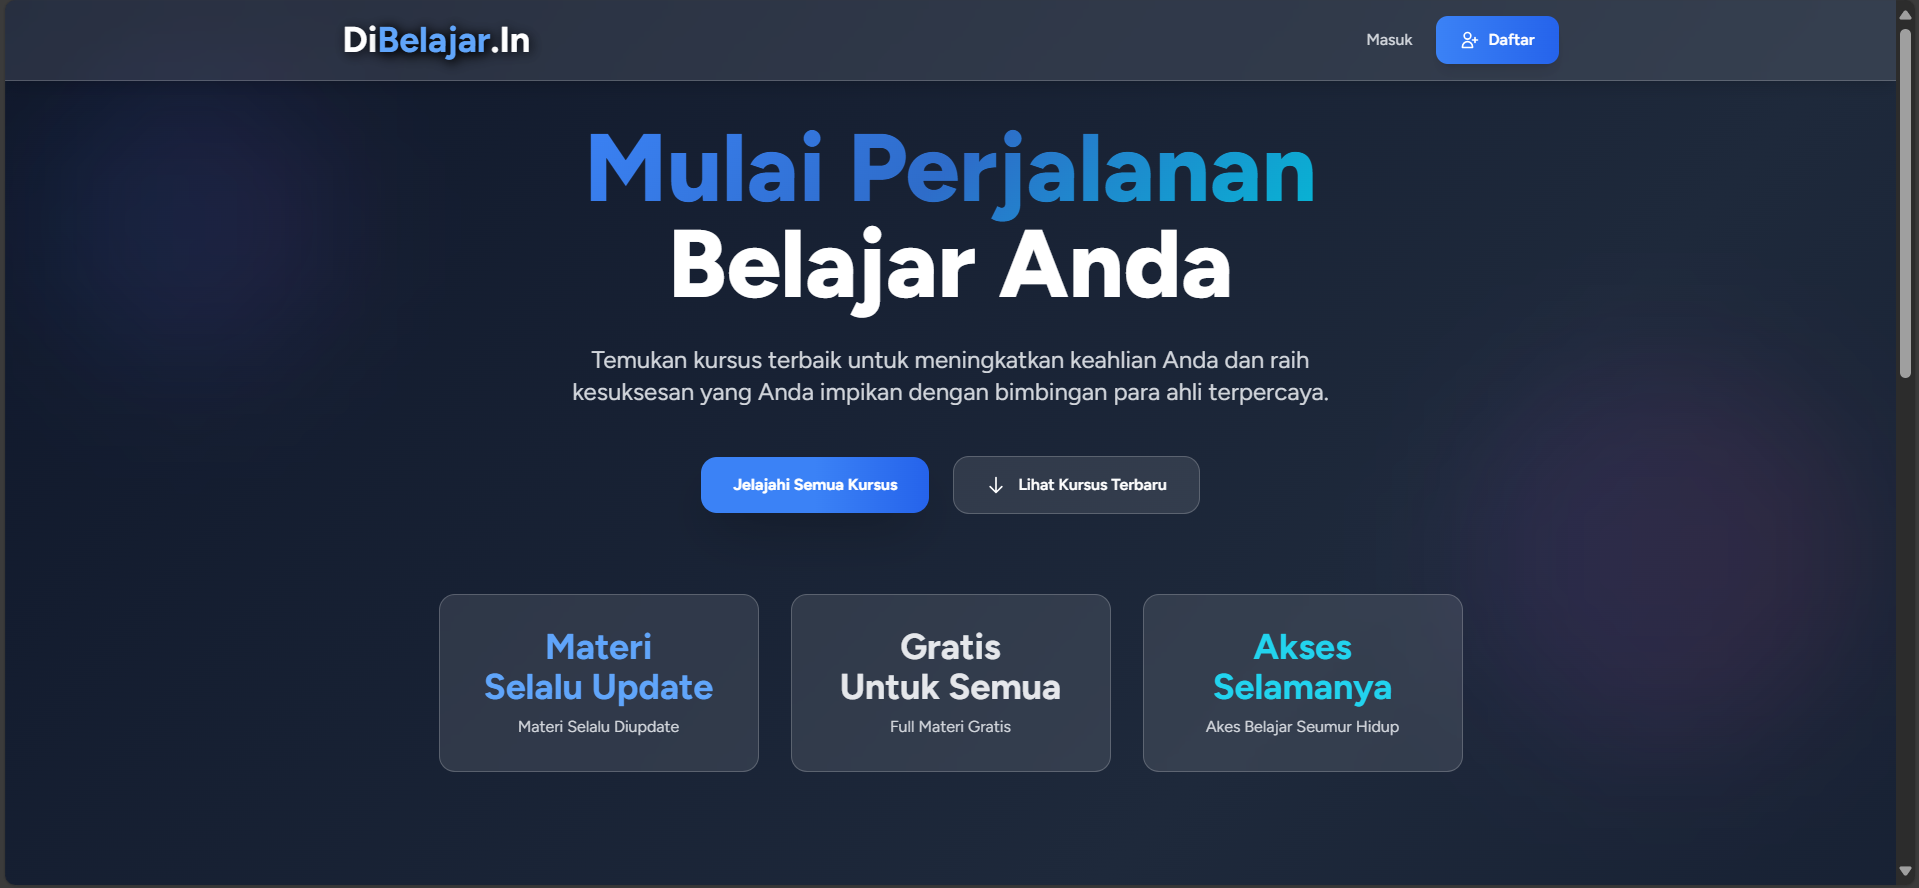 DiBelajar.In
Masuk
Daftar
Mulai Perjalanan
Belajar Anda
Temukan kursus terbaik untuk meningkatkan keahlian Anda dan raih
kesuksesan yang Anda impikan dengan bimbingan para ahli terpercaya.
Jelajahi Semua Kursus
Lihat Kursus Terbaru
Materi
Selalu Update
Materi Selalu Diupdate
Gratis
Untuk Semua
Full Materi Gratis
Akses
Selamanya
Akes Belajar Seumur Hidup